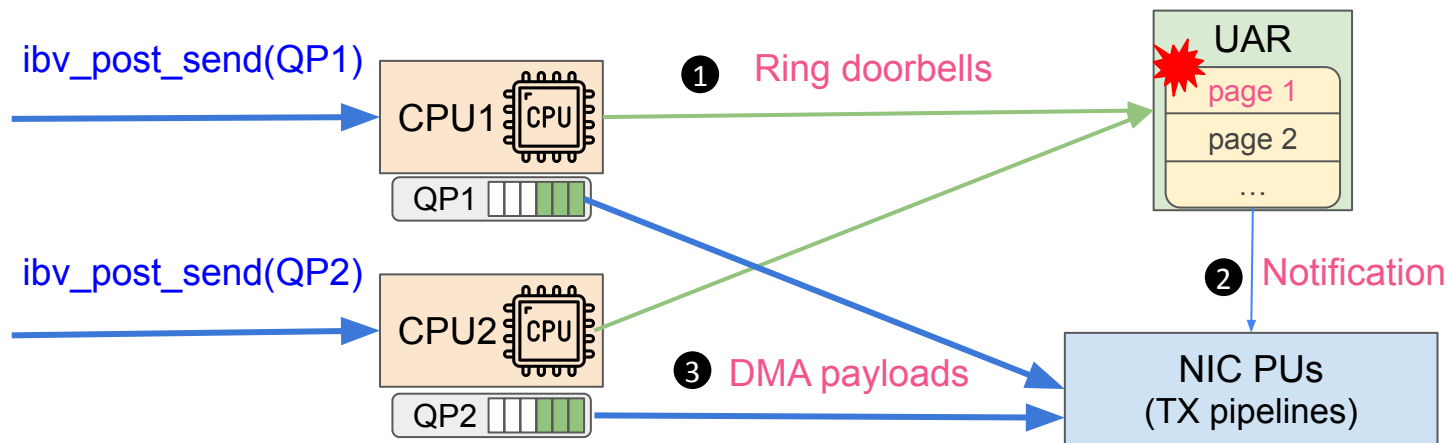 ibv_post_send(QP1)
CPU1
CPU
QP1
❶ Ring doorbells
UAR
page 1
page 2
...
ibv_post_send(QP2)
CPU2
CPU
QP2
❷ Notification
❸ DMA payloads
NIC PUs
(TX pipelines)